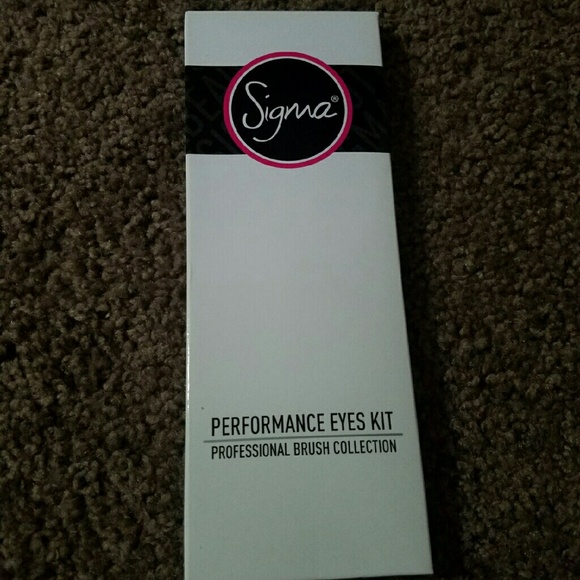 Sigma®
PERFORMANCE EYES KIT
PROFESSIONAL BRUSH COLLECTION